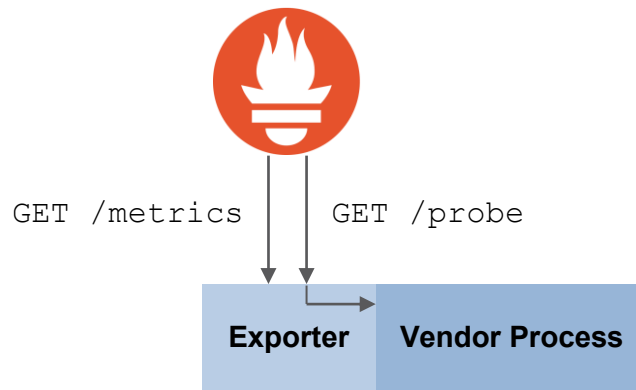 GET /metrics
GET /probe
Exporter
Vendor Process